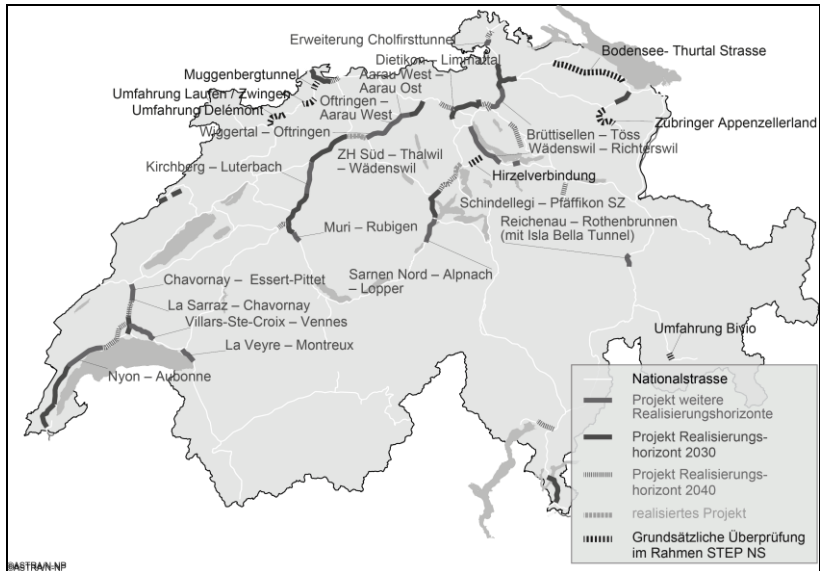 Erweiterung Cholfirsttunnel
Bodensee- Thurtal Strasse
Dietikon – Limmattal
Aarau West –
Aarau Ost
Muggenbergtunnel
Umfahrung Laufen / Zwingen
Umfahrung Delémont
Oftringen –
Aarau West
Wiggertal – Oftringen
Zubringer Appenzellerland
Brüttisellen – Töss
Wädenswil – Richterswil
ZH Süd – Thalwil
– Wädenswil
Kirchberg – Luterbach
Hirzelverbindung
Schindellegi – Pfäffikon SZ
Reichenau – Rothenbrunnen
(mit Isla Bella Tunnel)
Muri – Rubigen
Sarnen Nord – Alpnach
– Lopper
Chavornay – Essert-Pittet
La Sarraz – Chavornay
Villars-Ste-Croix – Vennes
La Veyre – Montreux
Nyon – Aubonne
Umfahrung Bivio
Nationalstrasse
Projekt weitere
Realisierungshorizonte
Projekt Realisierungs-
horizont 2030
Projekt Realisierungs-
horizont 2040
realisiertes Projekt
Grundsätzliche Überprüfung
im Rahmen STEP NS
©ASTRA/N-NP